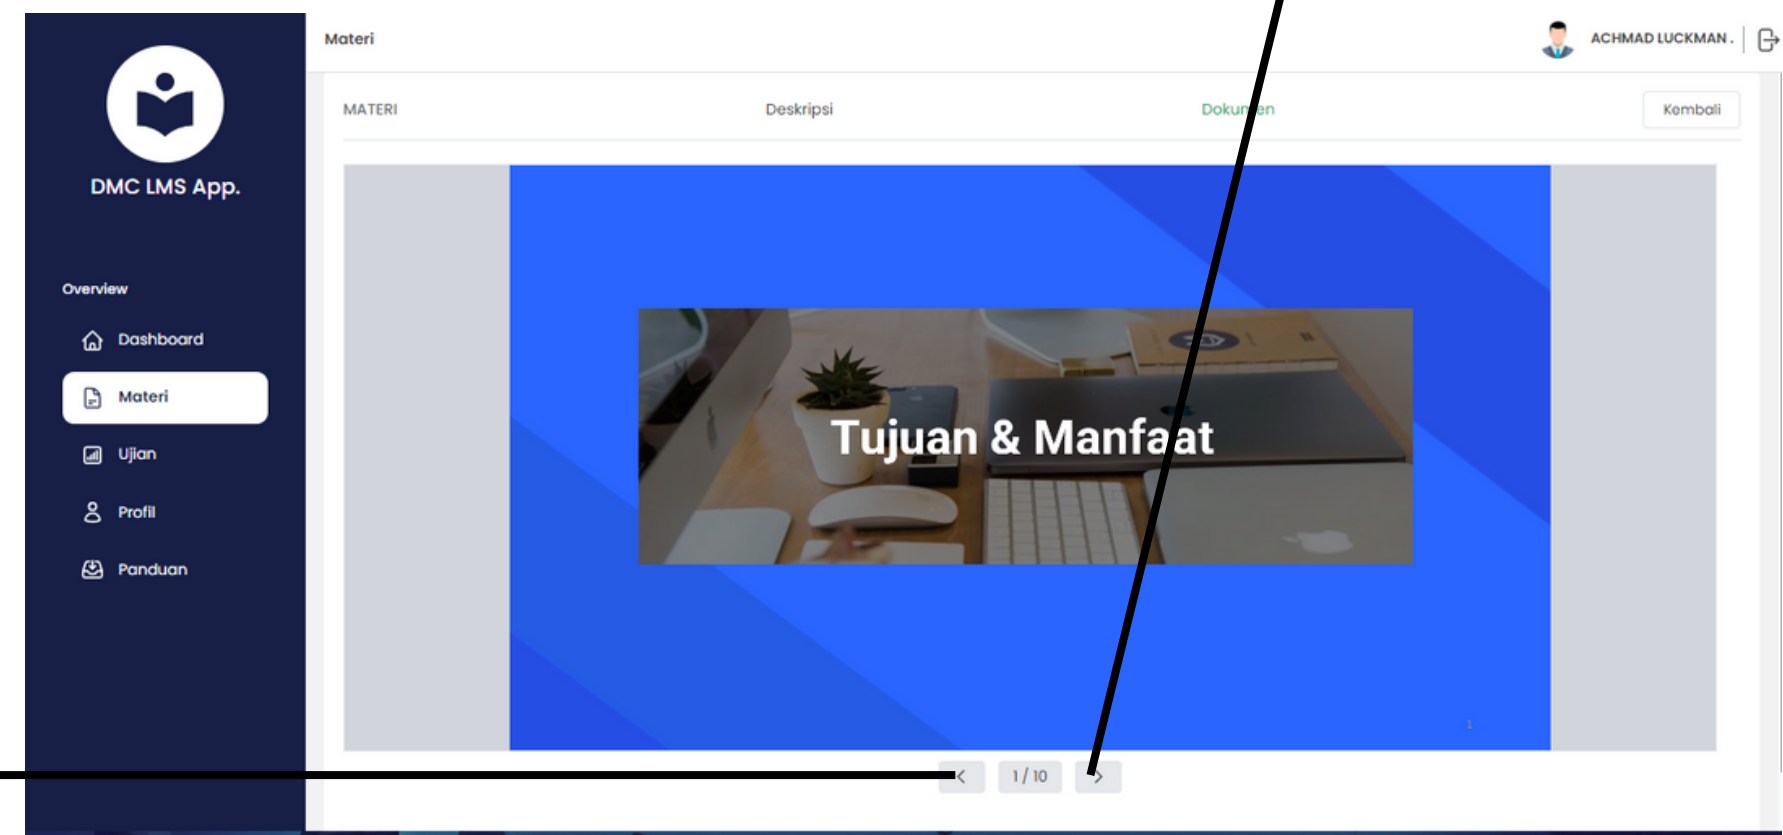 Materi
ACHMAD LUCKMAN .
DMC LMS App.
MATERI
Deskripsi
Dokumen
Kembali
Overview
Dashboard
Materi
Ujian
Profil
Panduan
Tujuan & Manfaat
1
1 / 10